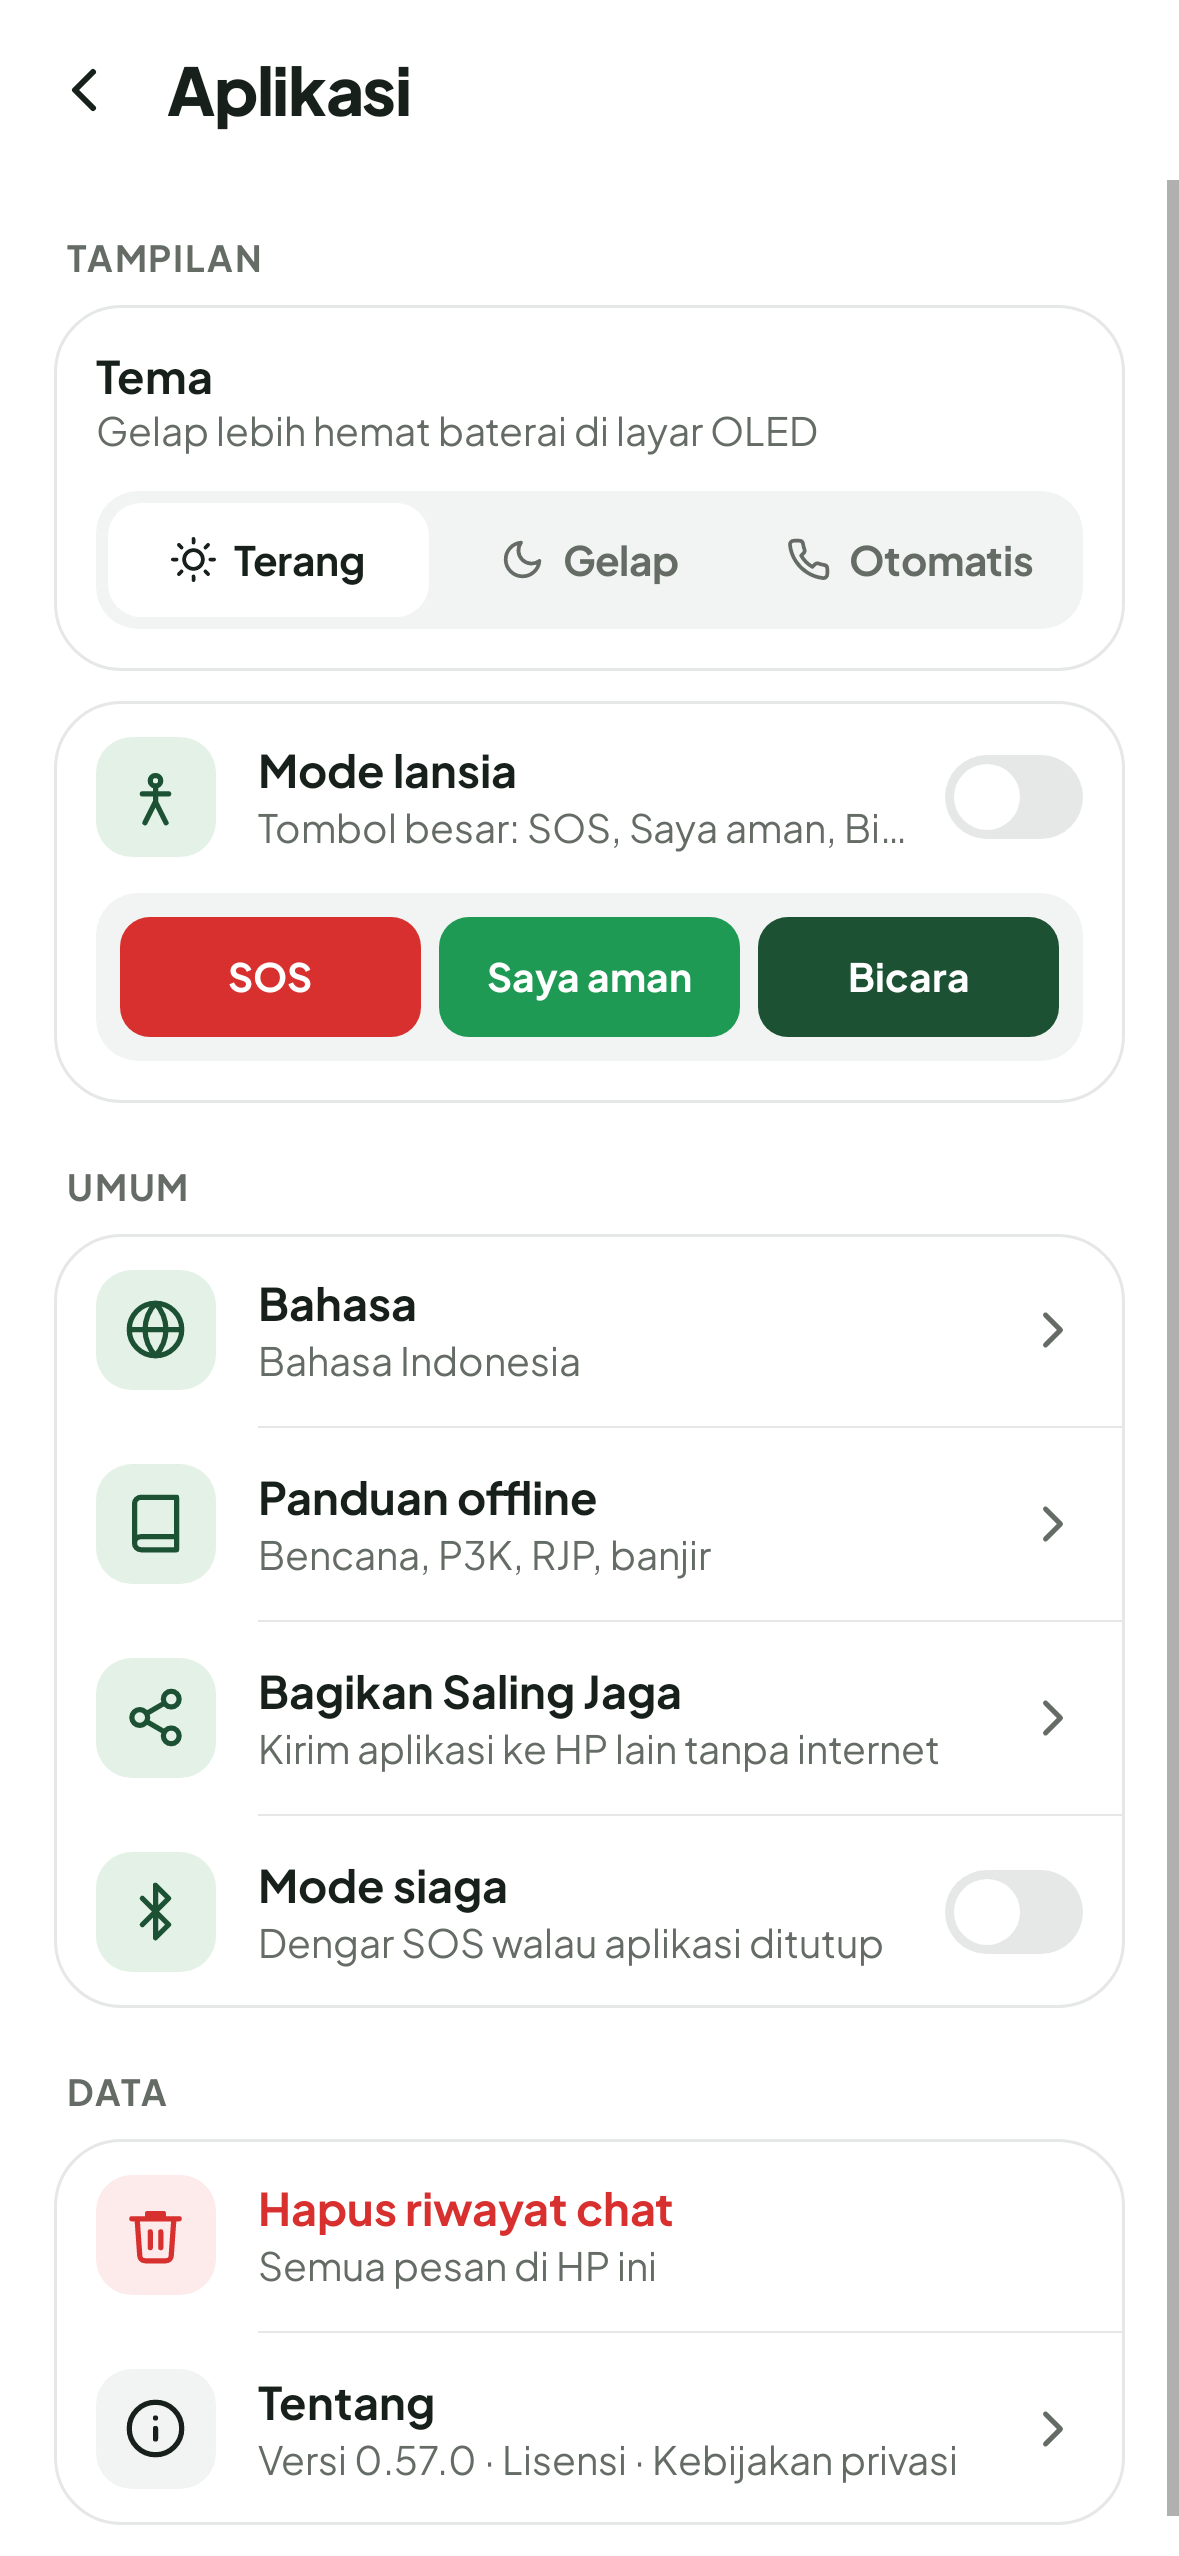 Aplikasi
TAMPILAN
Tema
Gelap lebih hemat baterai di layar OLED
Terang
Gelap
Otomatis
Mode lansia
Tombol besar: SOS, Saya aman, Bi...
SOS
Saya aman
Bicara
UMUM
Bahasa
Bahasa Indonesia
Panduan offline
Bencana, P3K, RJP, banjir
Bagikan Saling Jaga
Kirim aplikasi ke HP lain tanpa internet
Mode siaga
Dengar SOS walau aplikasi ditutup
DATA
Hapus riwayat chat
Semua pesan di HP ini
Tentang
Versi 0.57.0 · Lisensi · Kebijakan privasi